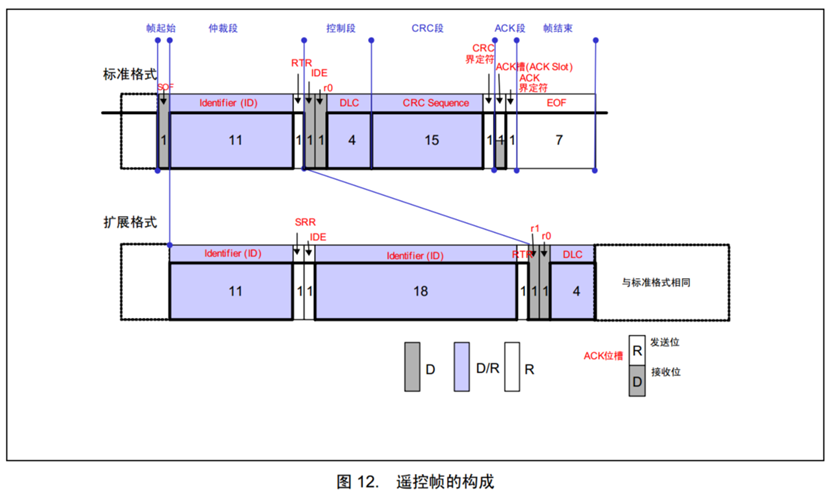 帧起始 仲裁段 控制段 CRC段 ACK段 帧结束
CRC
界定符
标准格式
RTR IDE r0
ACK槽(ACK Slot)
ACK
界定符
SOF Identifier (ID) DLC CRC Sequence EOF
1 11 1 1 1 4 15 1 1 1 7
扩展格式
SRR IDE r1 r0
Identifier (ID) Identifier (ID) RTR DLC
11 1 1 18 1 1 1 4 与标准格式相同
D D/R R
ACK位槽 R 发送位
D 接收位
图 12. 遥控帧的构成